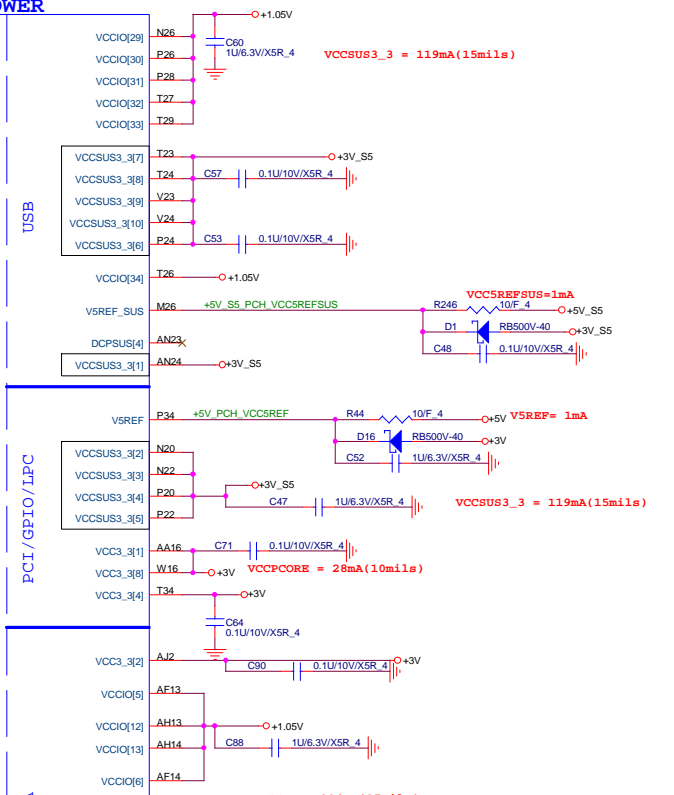 OWER
VCCIO[29] N26 +1.05V
C60
1U/6.3V/X5R_4
VCCSUS3_3 = 119mA(15mils)
VCCIO[30] P26
VCCIO[31] P28
VCCIO[32] T27
VCCIO[33] T29
USB
VCCSUS3_3[7] T23 +3V_S5
VCCSUS3_3[8] T24 C57 0.1U/10V/X5R_4
VCCSUS3_3[9] V23
VCCSUS3_3[10] V24
VCCSUS3_3[6] P24 C53 0.1U/10V/X5R_4
VCCIO[34] T26 +1.05V
VCC5REFSUS=1mA
V5REF_SUS M26 +5V_S5_PCH_VCC5REFSUS R246 10/F_4 +5V_S5
D1 RB500V-40 +3V_S5
DCPSUS[4] AN23
C48 0.1U/10V/X5R_4
VCCSUS3_3[1] AN24 +3V_S5
PCI/GPIO/LPC
V5REF P34 +5V_PCH_VCC5REF R44 10/F_4 +5V V5REF= 1mA
D16 RB500V-40 +3V
C52 1U/6.3V/X5R_4
VCCSUS3_3[2] N20
VCCSUS3_3[3] N22
+3V_S5
VCCSUS3_3[4] P20
C47 1U/6.3V/X5R_4 VCCSUS3_3 = 119mA(15mils)
VCCSUS3_3[5] P22
VCC3_3[1] AA16 C71 0.1U/10V/X5R_4
VCC3_3[8] W16 +3V VCCPCORE = 28mA(10mils)
VCC3_3[4] T34 +3V
C64
0.1U/10V/X5R_4
VCC3_3[2] AJ2 +3V
C90 0.1U/10V/X5R_4
VCCIO[5] AF13
VCCIO[12] AH13 +1.05V
VCCIO[13] AH14 C88 1U/6.3V/X5R_4
VCCIO[6] AF14